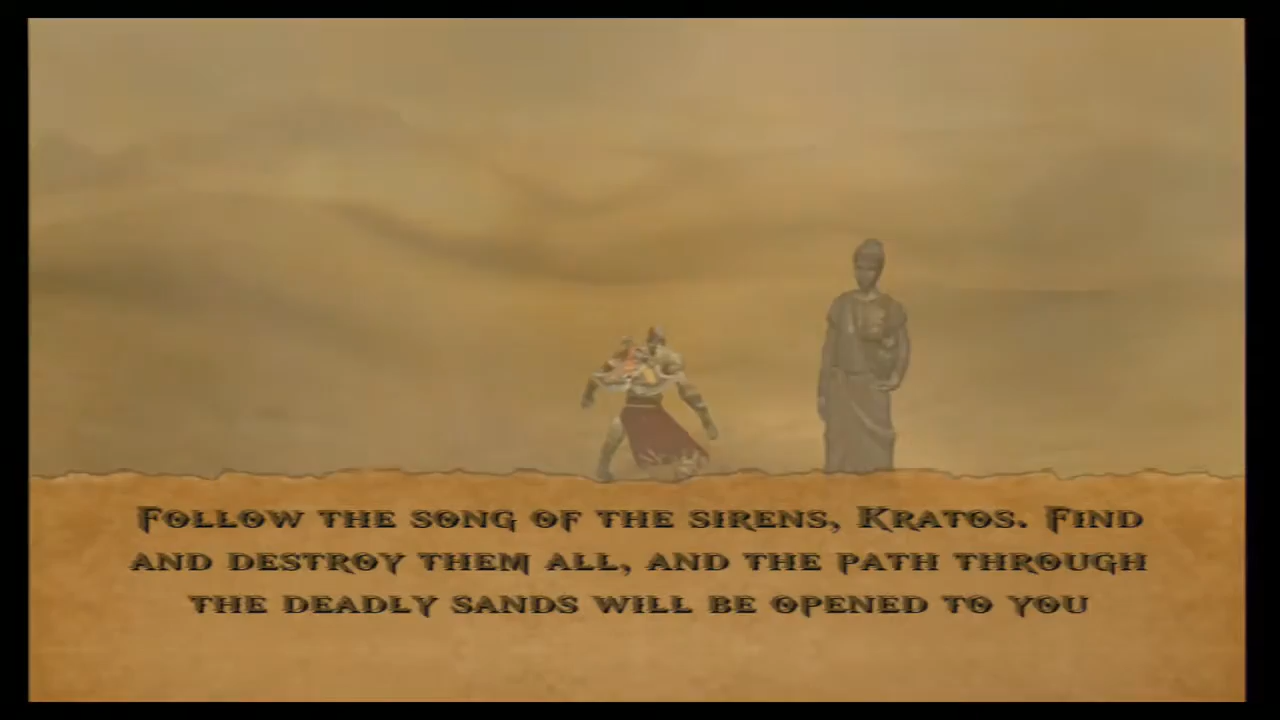 Follow the song of the sirens, Kratos. Find
and destroy them all, and the path through
the deadly sands will be opened to you